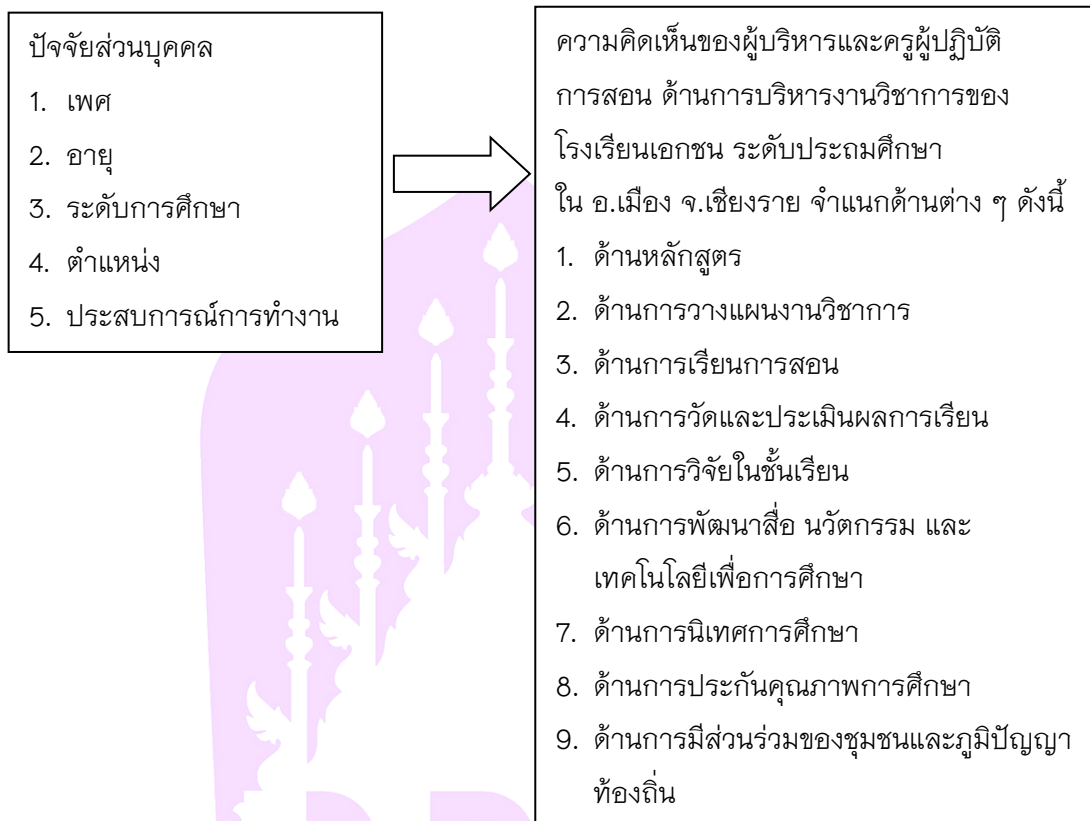 ปัจจัยส่วนบุคคล
1. เพศ
2. อายุ
3. ระดับการศึกษา
4. ตำแหน่ง
5. ประสบการณ์การทำงาน
ความคิดเห็นของผู้บริหารและครูผู้ปฏิบัติ
การสอน ด้านการบริหารงานวิชาการของ
โรงเรียนเอกชน ระดับประถมศึกษา
ใน อ.เมือง จ.เชียงราย จำแนกด้านต่าง ๆ ดังนี้
1. ด้านหลักสูตร
2. ด้านการวางแผนงานวิชาการ
3. ด้านการเรียนการสอน
4. ด้านการวัดและประเมินผลการเรียน
5. ด้านการวิจัยในชั้นเรียน
6. ด้านการพัฒนาสื่อ นวัตกรรม และ
เทคโนโลยีเพื่อการศึกษา
7. ด้านการนิเทศการศึกษา
8. ด้านการประกันคุณภาพการศึกษา
9. ด้านการมีส่วนร่วมของชุมชนและภูมิปัญญา
ท้องถิ่น